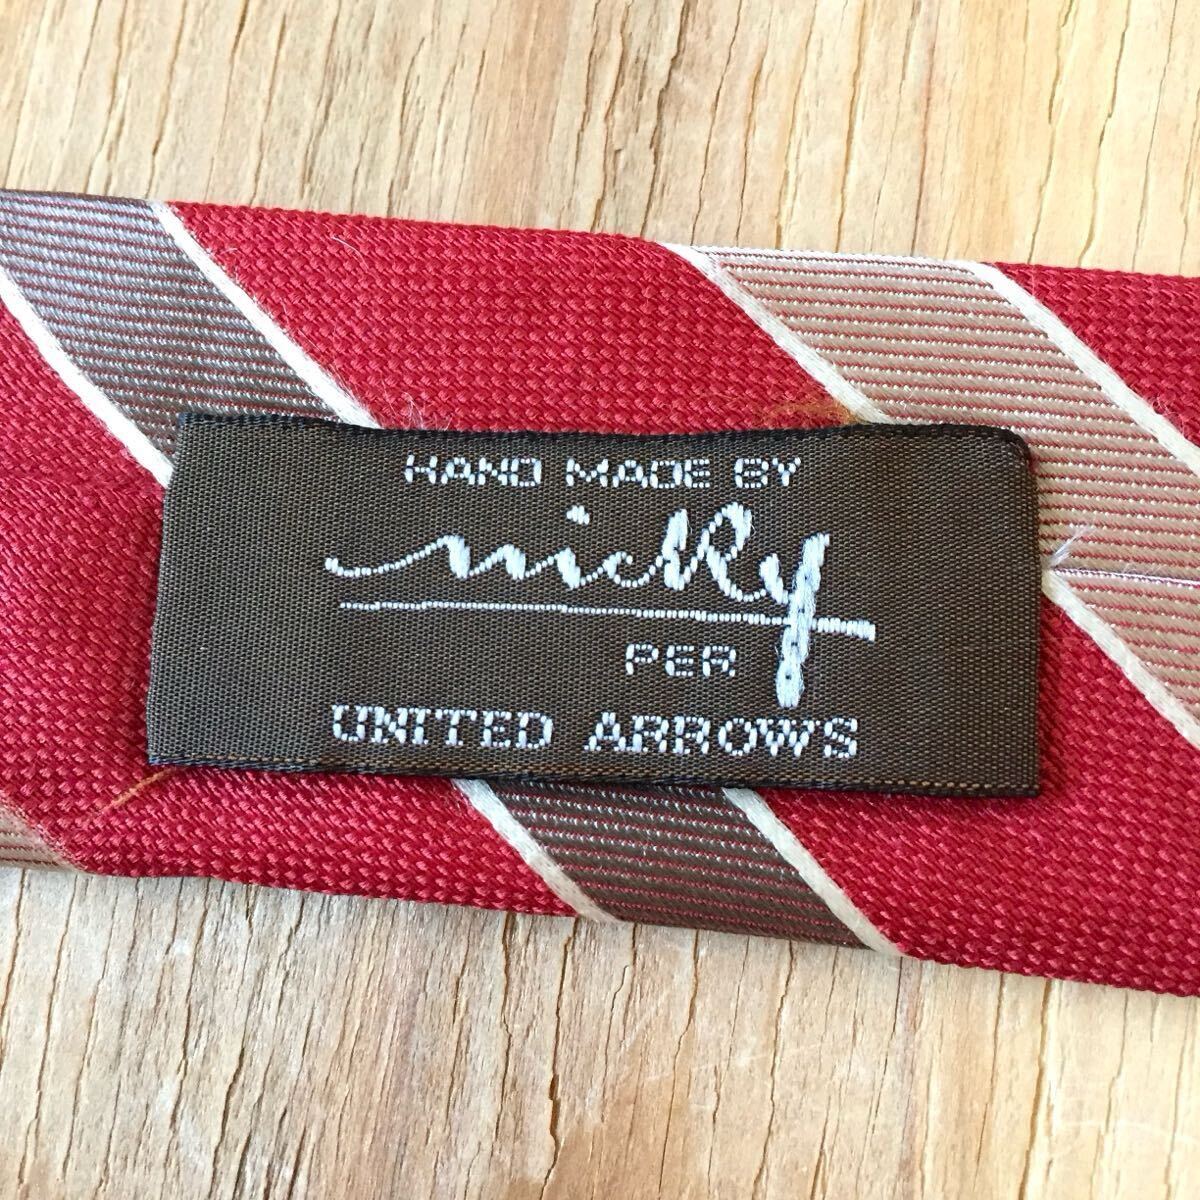 HAND MADE BY
nicky
PER
UNITED ARROWS